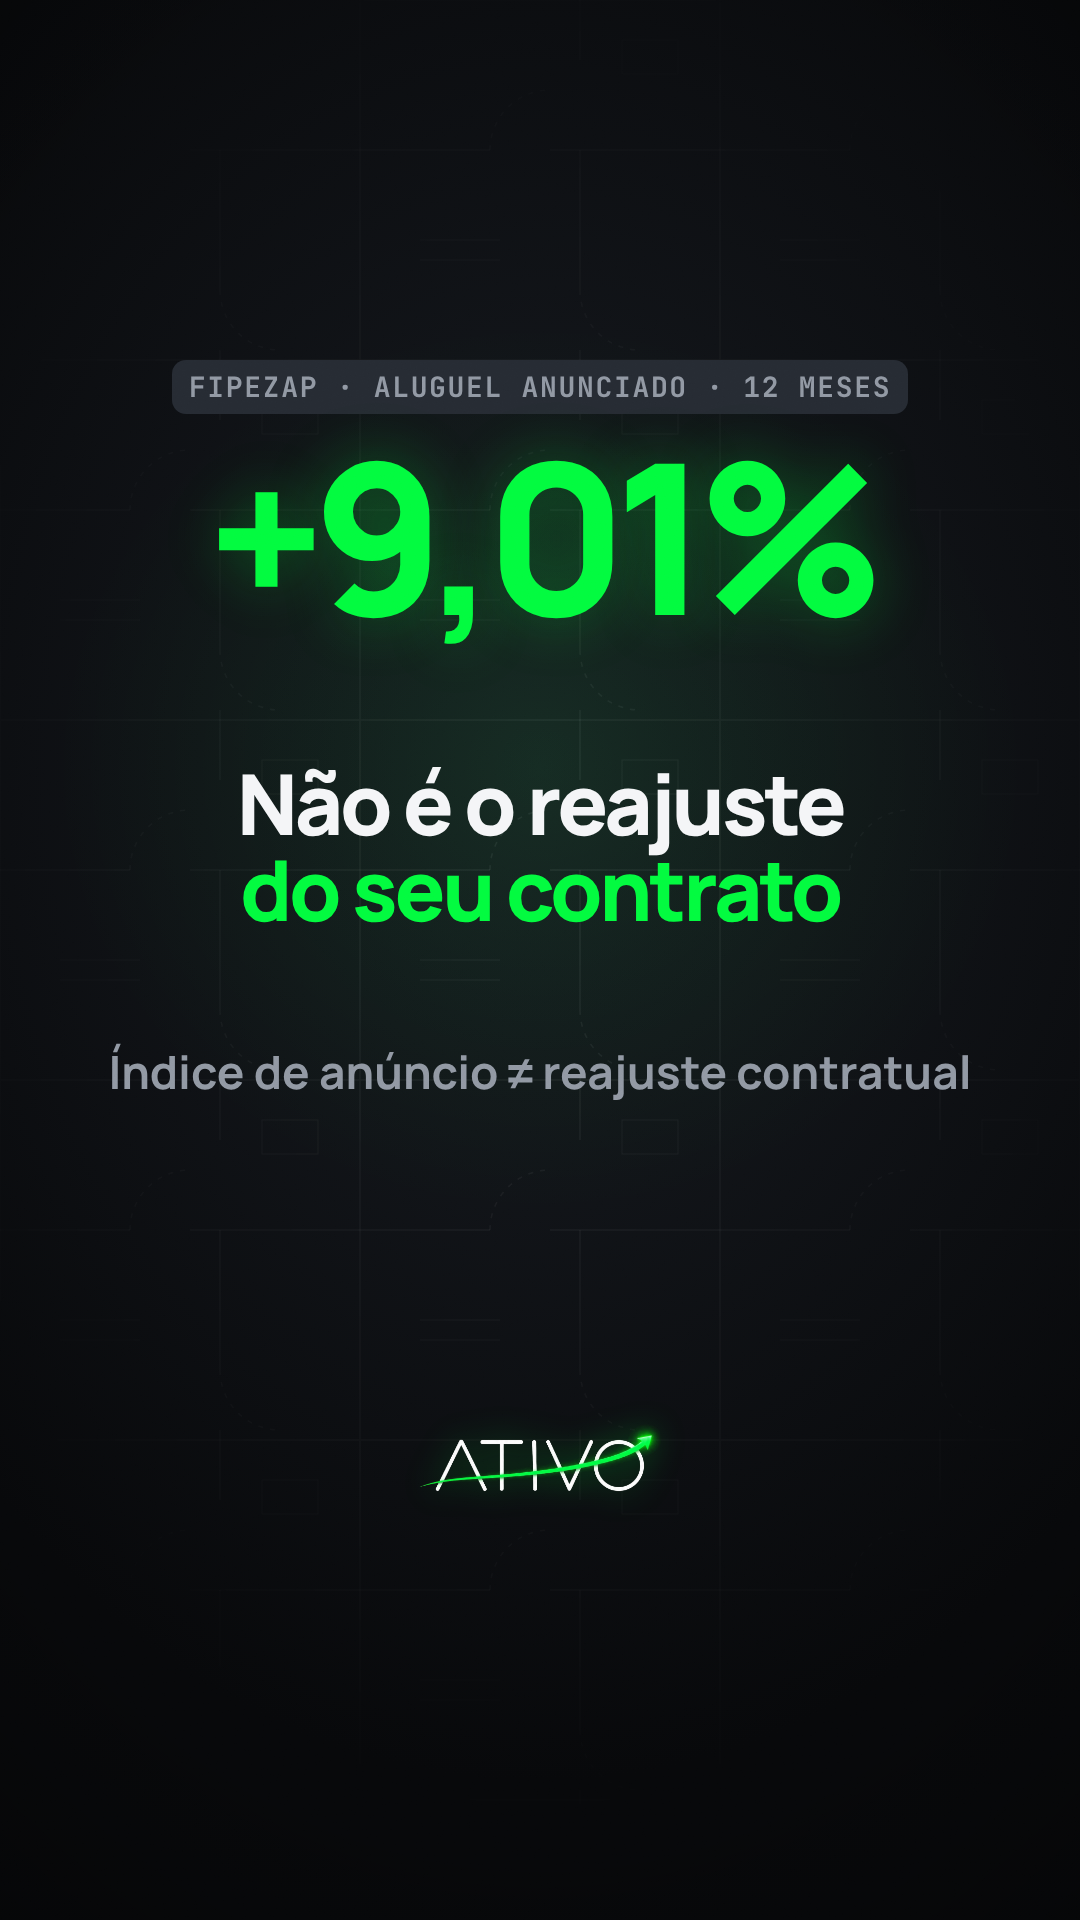 FIPEZAP · ALUGUEL ANUNCIADO · 12 MESES
+9,01%
Não é o reajuste
do seu contrato
Índice de anúncio ≠ reajuste contratual
ATIVO